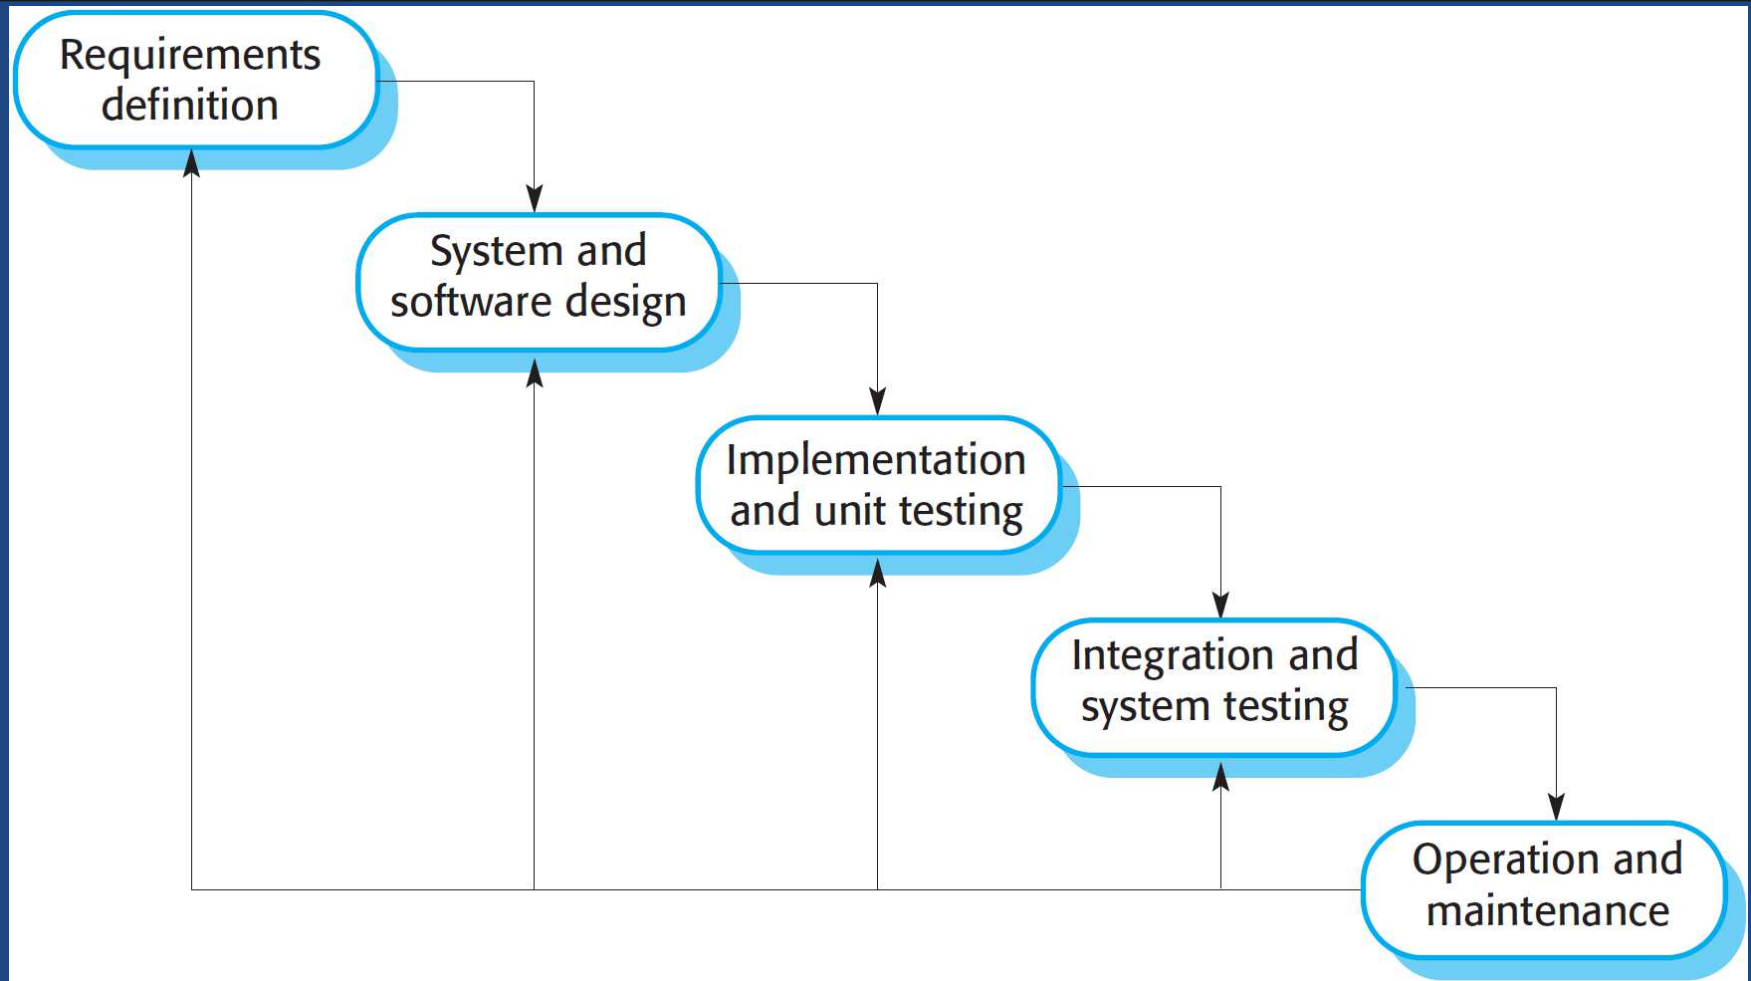 Requirements
definition
System and
software design
Implementation
and unit testing
Integration and
system testing
Operation and
maintenance